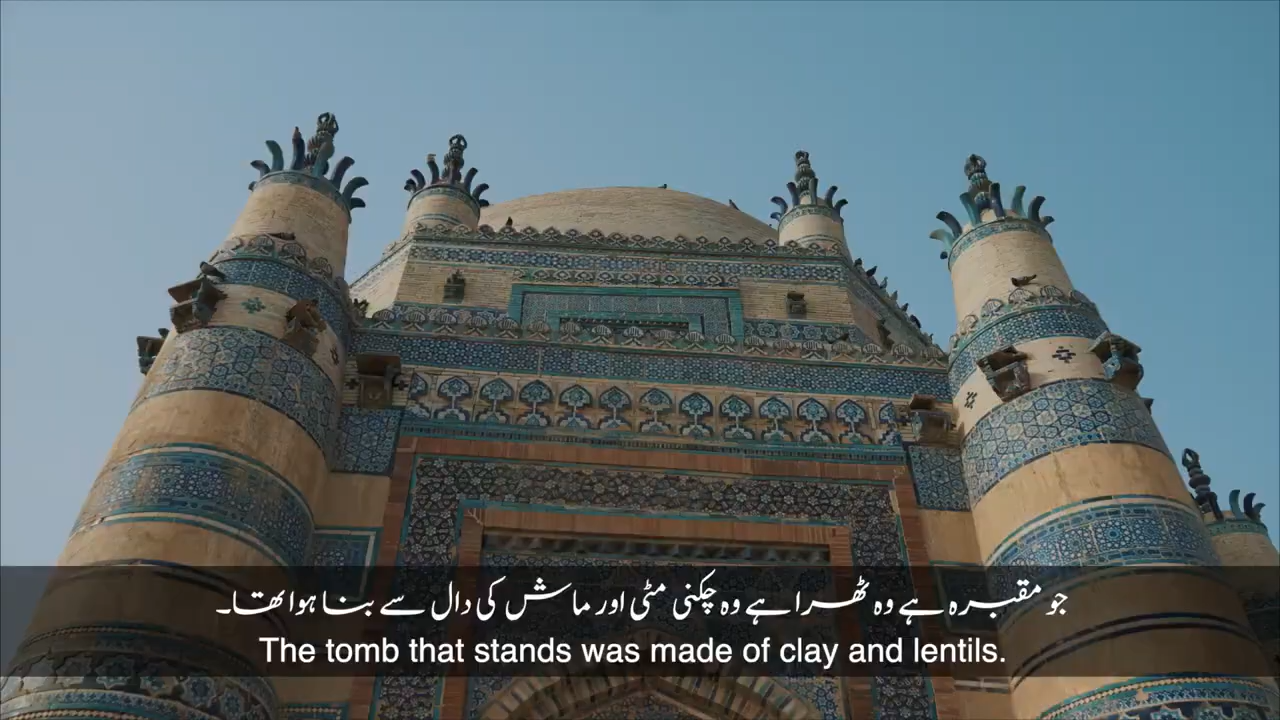 جو مقبرہ ہے وہ ٹھہرا ہے وہ چکنی مٹی اور ماش کی دال سے بنا ہوا تھا۔
The tomb that stands was made of clay and lentils.